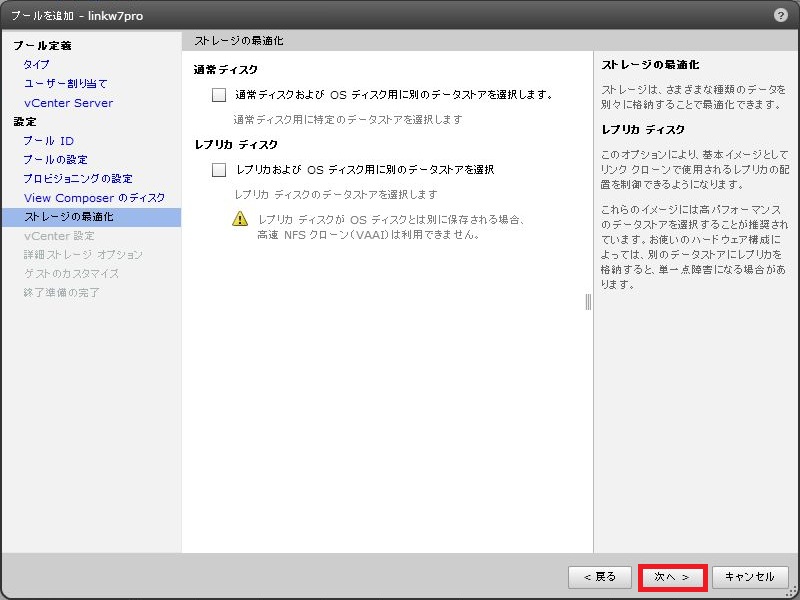 プールを追加 - linkw7pro
?
プール定義
タイプ
ユーザー割り当て
vCenter Server
設定
プール ID
プールの設定
プロビジョニングの設定
View Composer のディスク
ストレージの最適化
vCenter 設定
詳細ストレージ オプション
ゲストのカスタマイズ
終了準備の完了
ストレージの最適化
通常ディスク
通常ディスクおよび OS ディスク用に別のデータストアを選択します。
通常ディスク用に特定のデータストアを選択します
レプリカ ディスク
レプリカおよび OS ディスク用に別のデータストアを選択
レプリカ ディスクのデータストアを選択します
レプリカ ディスクが OS ディスクとは別に保存される場合、
高速 NFS クローン(VAAI)は利用できません。
ストレージの最適化
ストレージは、さまざまな種類のデータを
別々に格納することで最適化できます。
レプリカ ディスク
このオプションにより、基本イメージとして
リンク クローンで使用されるレプリカの配
置を制御できるようになります。
これらのイメージには高パフォーマンス
のデータストアを選択することが推奨され
ています。お使いのハードウェア構成に
よっては、別のデータストアにレプリカを
格納すると、単一点障害になる場合があ
ります。
< 戻る
次へ >
キャンセル